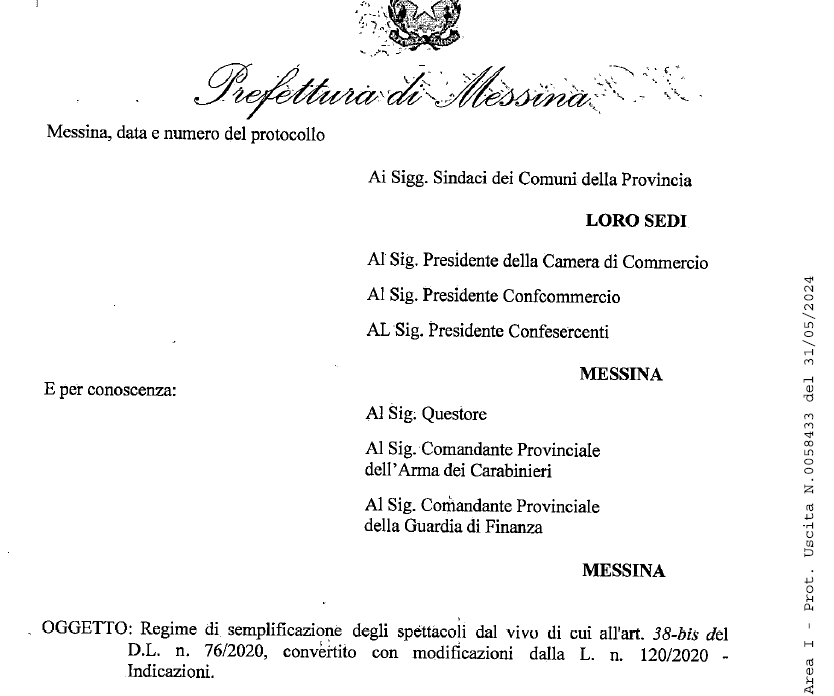 Prefettura di Messina
Messina, data e numero del protocollo
Ai Sigg. Sindaci dei Comuni della Provincia
LORO SEDI
Al Sig. Presidente della Camera di Commercio
Al Sig. Presidente Confcommercio
AL Sig. Presidente Confesercenti
MESSINA
E per conoscenza:
Al Sig. Questore
Al Sig. Comandante Provinciale
dell'Arma dei Carabinieri
Al Sig. Comandante Provinciale
della Guardia di Finanza
MESSINA
OGGETTO: Regime di semplificazione degli spettacoli dal vivo di cui all'art. 38-bis del
D.L. n. 76/2020, convertito con modificazioni dalla L. n. 120/2020 -
Indicazioni.
Area I - Prot. Uscita N.0058433 del 31/05/2024